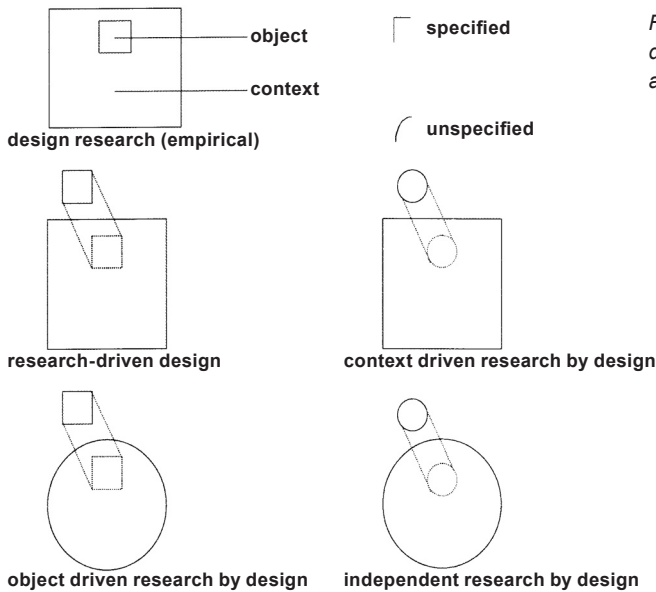 object
specified
context
design research (empirical)
unspecified
research-driven design
context driven research by design
object driven research by design
independent research by design